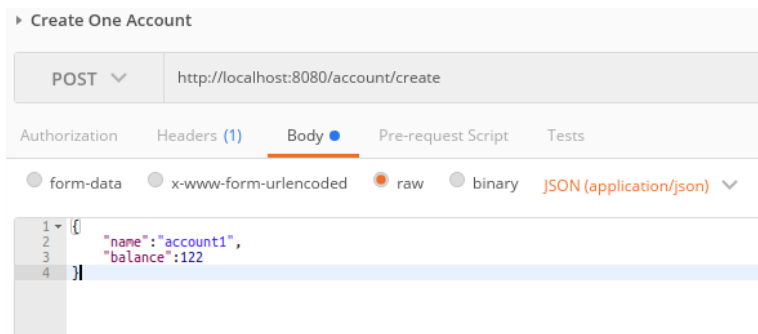 Create One Account
POST http://localhost:8080/account/create
Authorization Headers (1) Body Pre-request Script Tests
form-data x-www-form-urlencoded raw binary JSON (application/json)
1 {
2 "name":"account1",
3 "balance":122
4 }